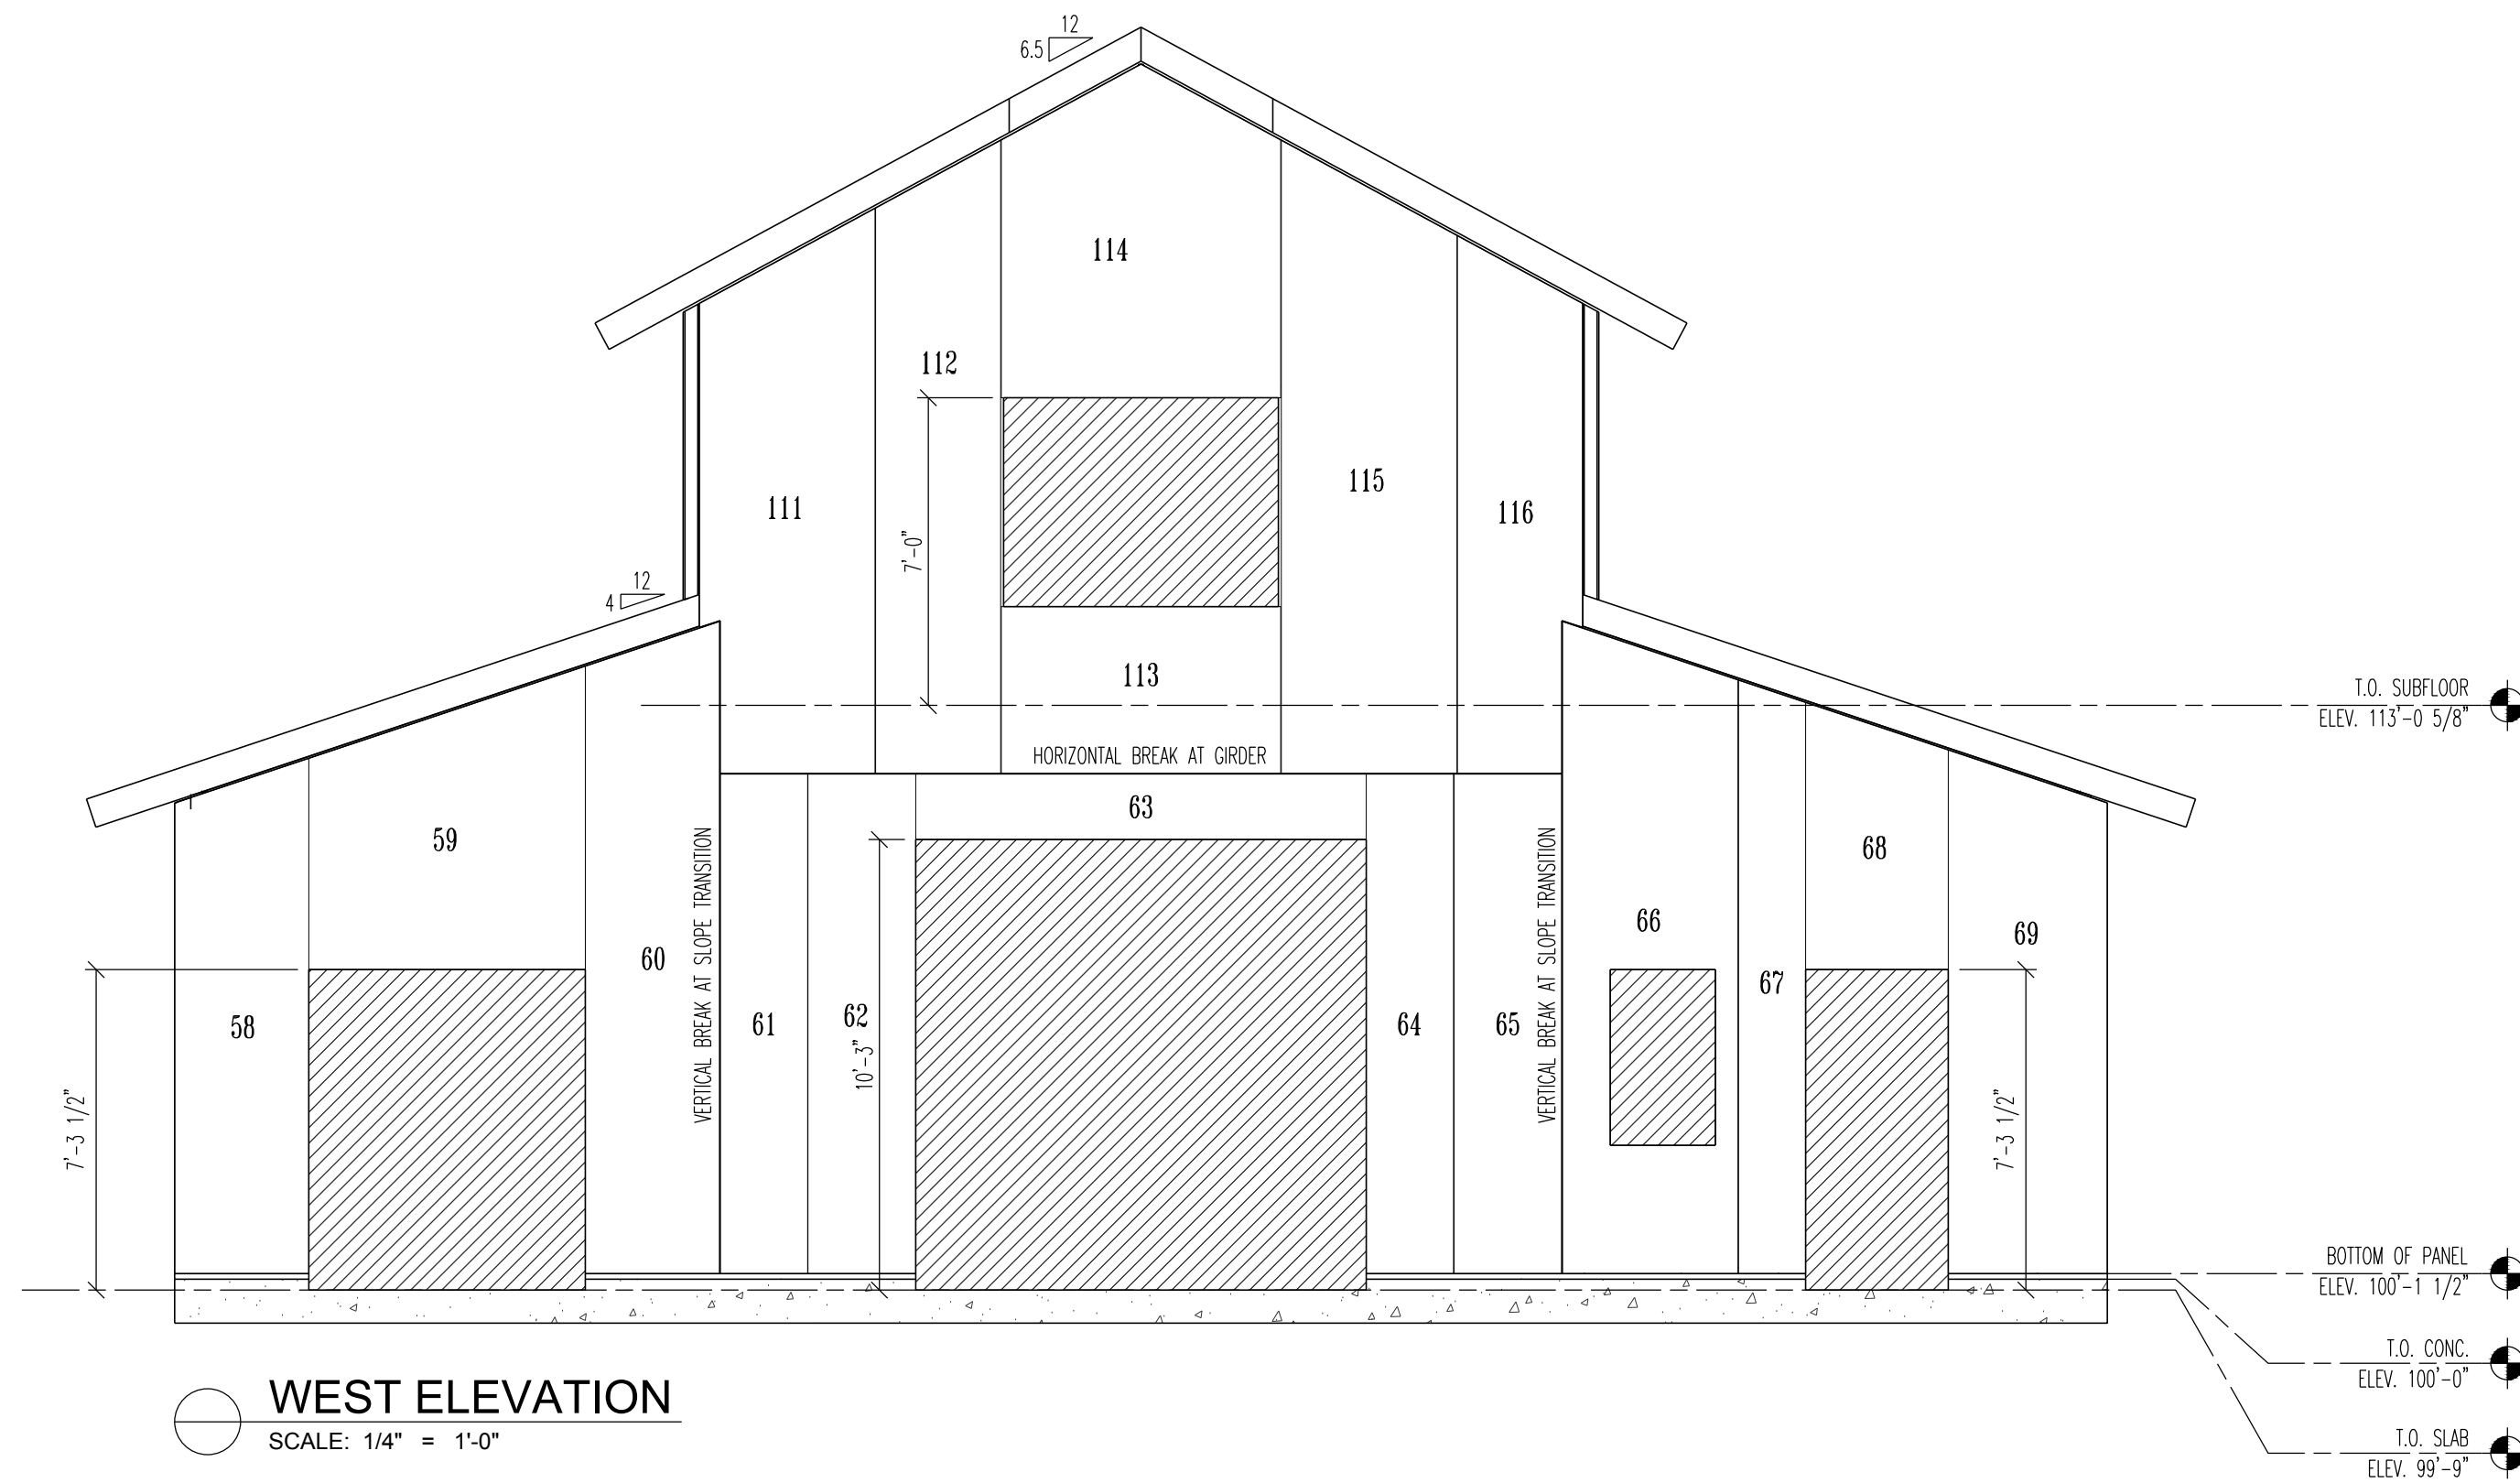 12
6.5
114
112
115
111
116
7'-0"
12
4
113
T.O. SUBFLOOR
ELEV. 113'-0 5/8"
HORIZONTAL BREAK AT GIRDER
63
59
68
66
69
60
VERTICAL BREAK AT SLOPE TRANSITION
VERTICAL BREAK AT SLOPE TRANSITION
67
58
61
62
64
65
10'-3"
7'-3 1/2"
7'-3 1/2"
BOTTOM OF PANEL
ELEV. 100'-1 1/2"
T.O. CONC.
ELEV. 100'-0"
WEST ELEVATION
SCALE: 1/4" = 1'-0"
T.O. SLAB
ELEV. 99'-9"